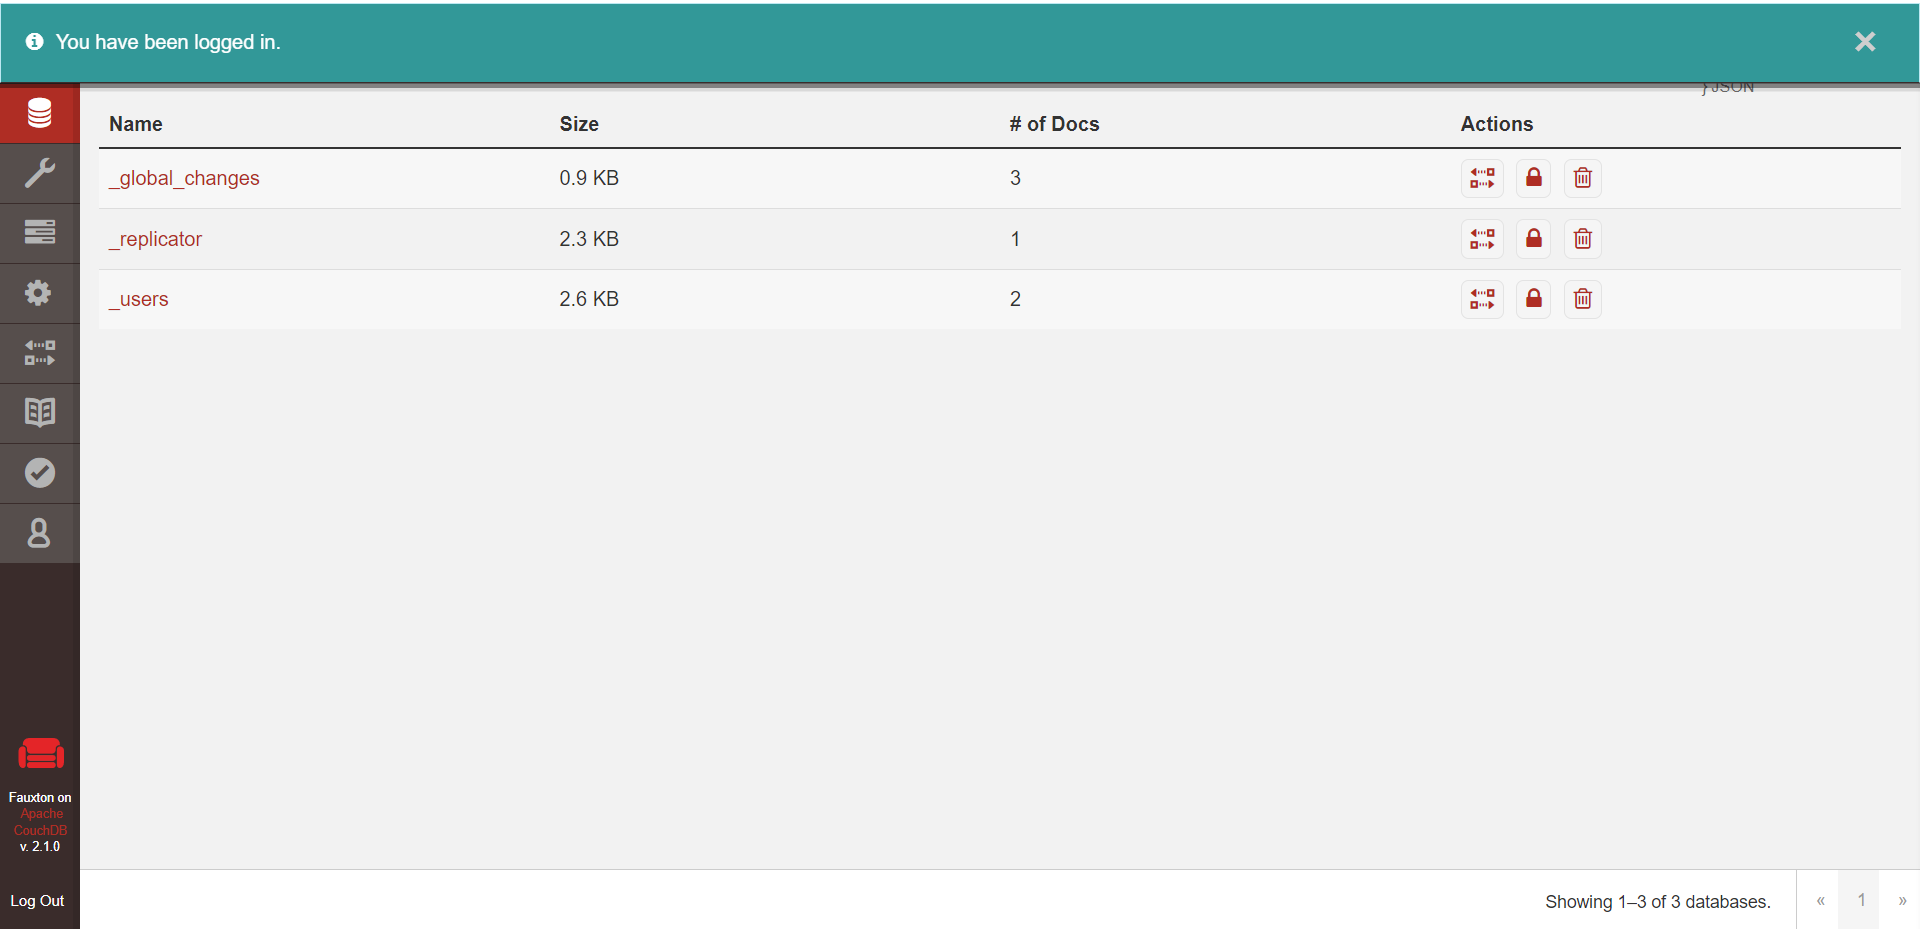 You have been logged in.
} JSON
Name Size # of Docs Actions
_global_changes 0.9 KB 3
_replicator 2.3 KB 1
_users 2.6 KB 2
Fauxton on
Apache
CouchDB
v. 2.1.0
Log Out
Showing 1–3 of 3 databases. « 1 »